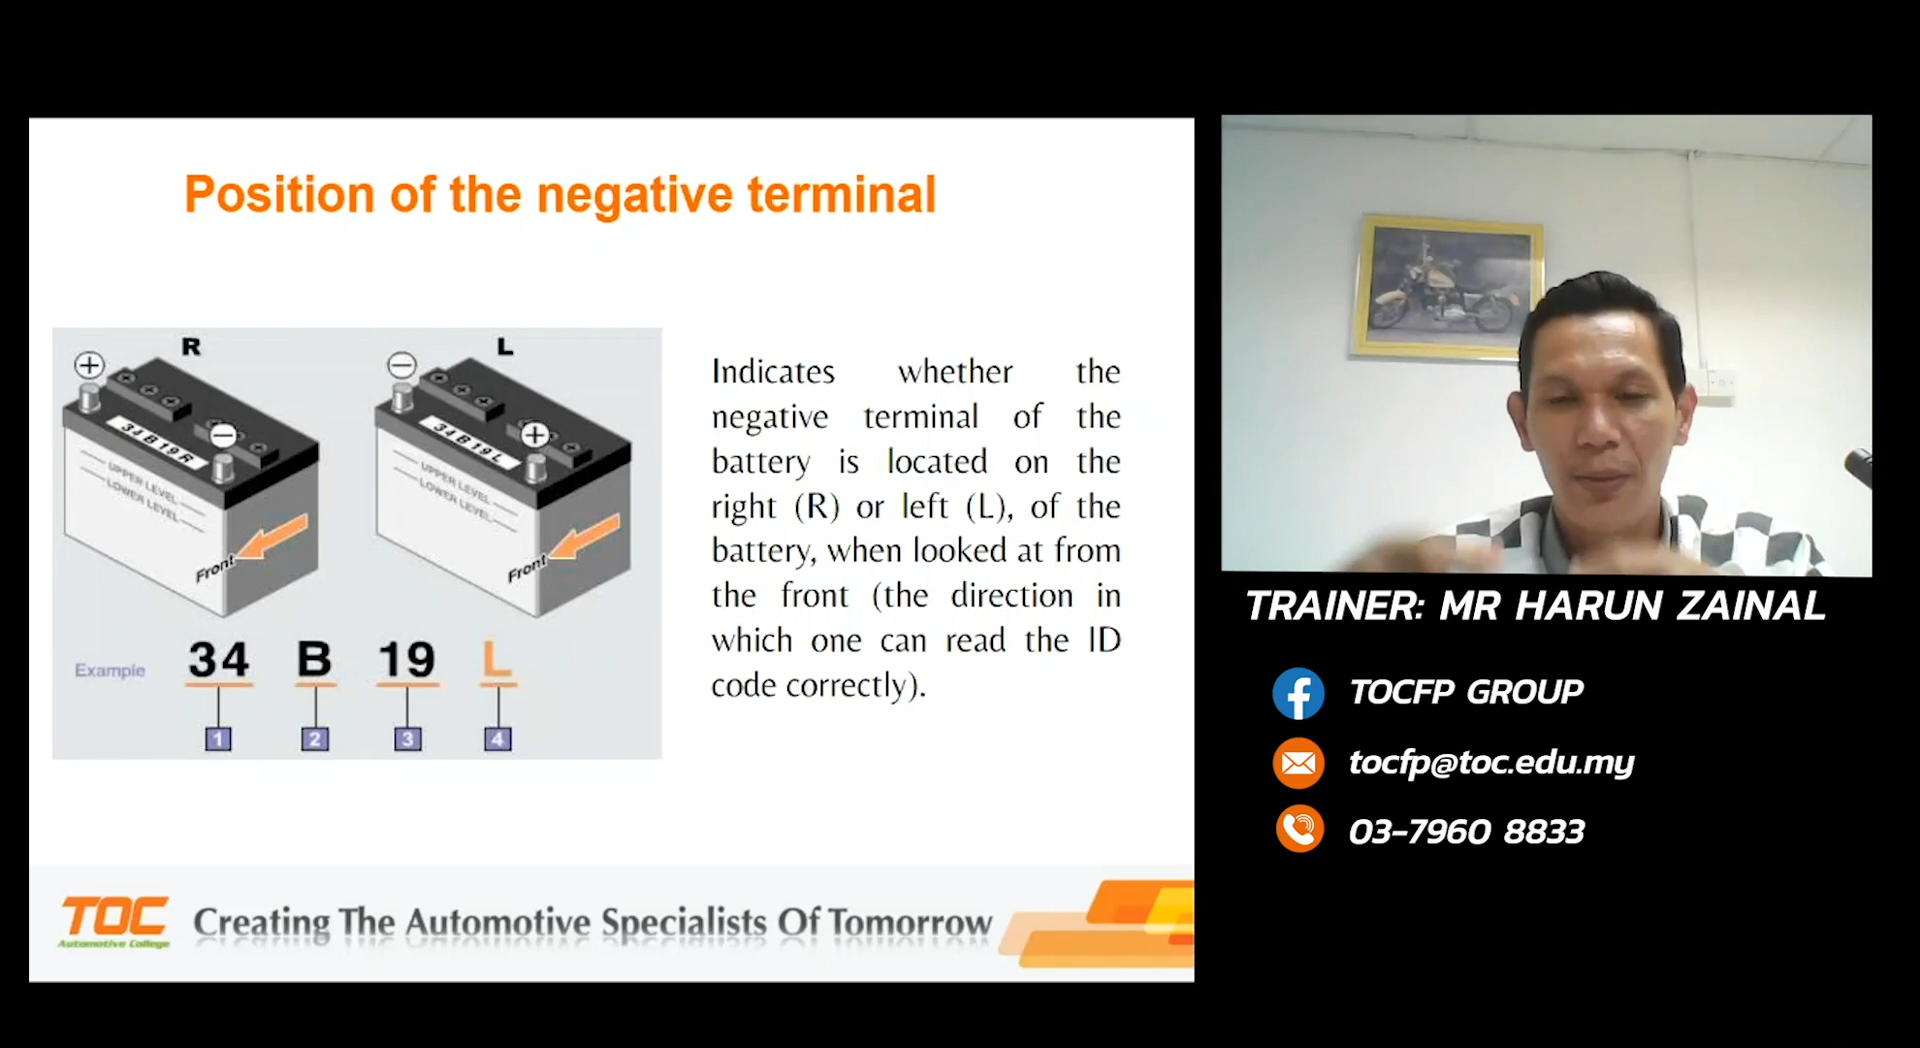 Position of the negative terminal
R
L
34B19R
34B19L
UPPER LEVEL
LOWER LEVEL
UPPER LEVEL
LOWER LEVEL
Front
Front
Example 34 B 19 L
1 2 3 4
Indicates whether the
negative terminal of the
battery is located on the
right (R) or left (L), of the
battery, when looked at from
the front (the direction in
which one can read the ID
code correctly).
TOC
Automotive College
Creating The Automotive Specialists Of Tomorrow
TRAINER: MR HARUN ZAINAL
TOCFP GROUP
tocfp@toc.edu.my
03-7960 8833